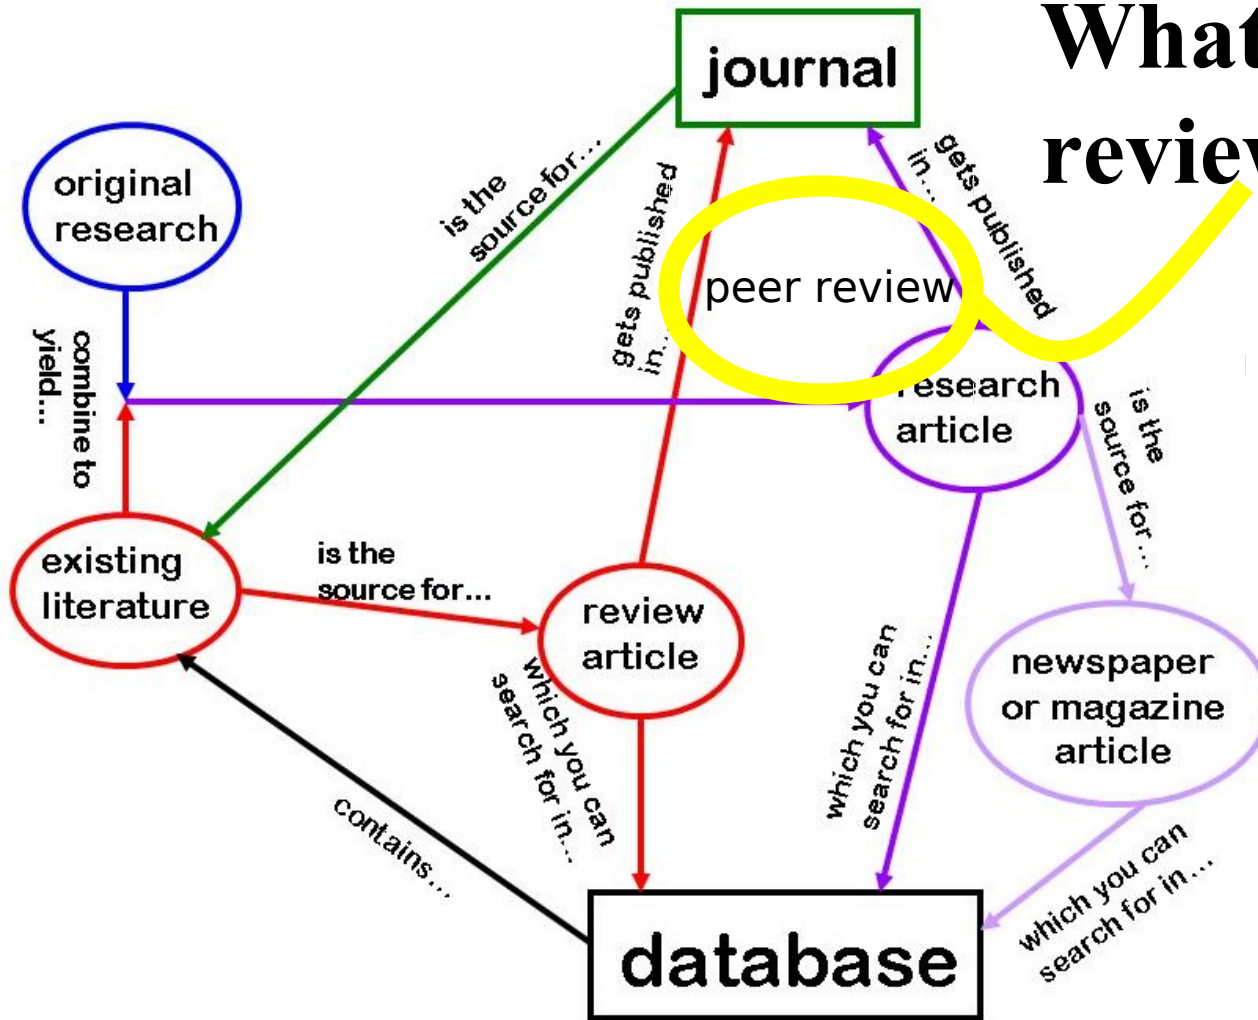 What
review
journal
original
research
is the
source for...
gets published
in...
gets published
in...
peer review
combine to
yield...
research
article
is the
source for...
existing
literature
is the
source for...
review
article
newspaper
or magazine
article
which you can
search for in...
which you can
search for in...
which you can
search for in...
contains...
database